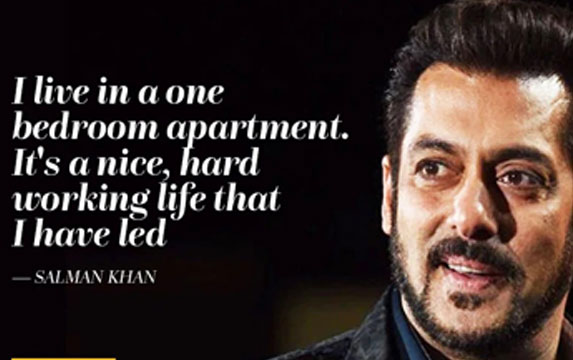 I live in a one
bedroom apartment.
It's a nice, hard
working life that
I have led
— SALMAN KHAN